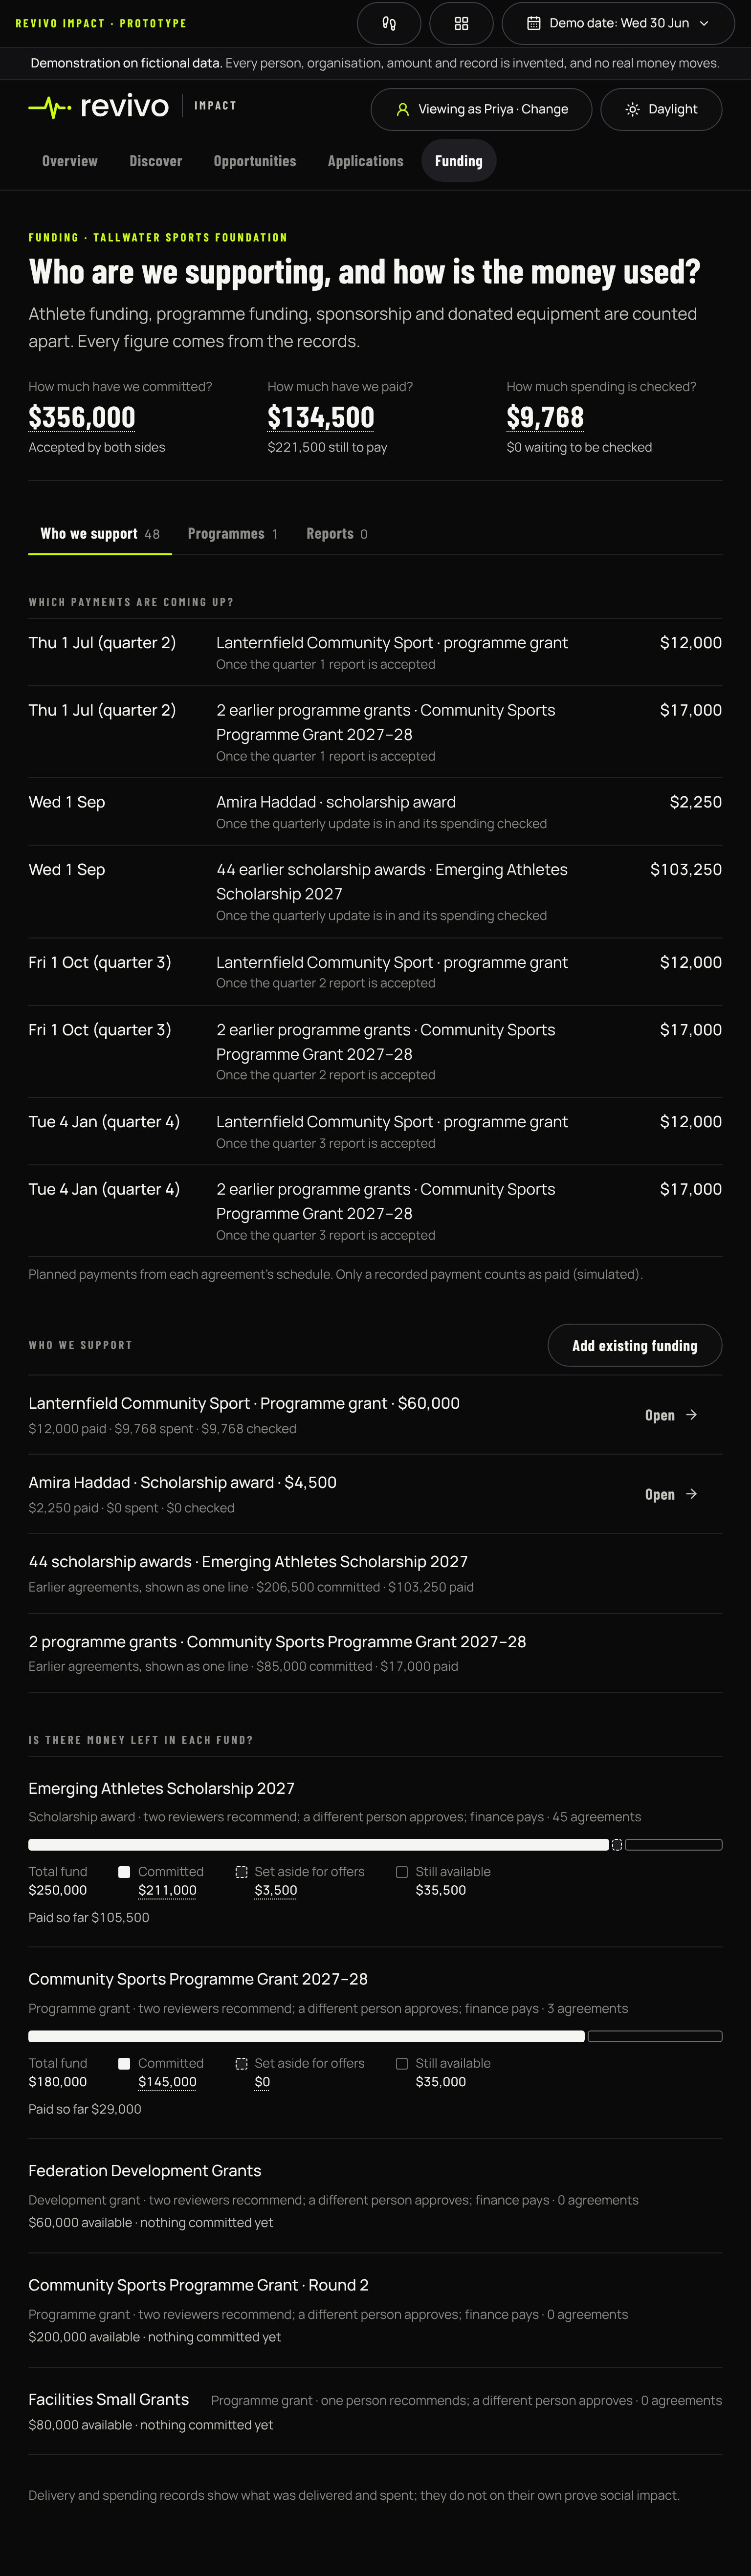 REVIVO IMPACT · PROTOTYPE
Demo date: Wed 30 Jun
Demonstration on fictional data. Every person, organisation, amount and record is invented, and no real money moves.
revivo
IMPACT
Viewing as Priya · Change
Daylight
Overview
Discover
Opportunities
Applications
Funding
FUNDING · TALLWATER SPORTS FOUNDATION
Who are we supporting, and how is the money used?
Athlete funding, programme funding, sponsorship and donated equipment are counted
apart. Every figure comes from the records.
How much have we committed?
$356,000
Accepted by both sides
How much have we paid?
$134,500
$221,500 still to pay
How much spending is checked?
$9,768
$0 waiting to be checked
Who we support 48
Programmes 1
Reports 0
WHICH PAYMENTS ARE COMING UP?
Thu 1 Jul (quarter 2)
Lanternfield Community Sport · programme grant
$12,000
Once the quarter 1 report is accepted
Thu 1 Jul (quarter 2)
2 earlier programme grants · Community Sports
$17,000
Programme Grant 2027–28
Once the quarter 1 report is accepted
Wed 1 Sep
Amira Haddad · scholarship award
$2,250
Once the quarterly update is in and its spending checked
Wed 1 Sep
44 earlier scholarship awards · Emerging Athletes
$103,250
Scholarship 2027
Once the quarterly update is in and its spending checked
Fri 1 Oct (quarter 3)
Lanternfield Community Sport · programme grant
$12,000
Once the quarter 2 report is accepted
Fri 1 Oct (quarter 3)
2 earlier programme grants · Community Sports
$17,000
Programme Grant 2027–28
Once the quarter 2 report is accepted
Tue 4 Jan (quarter 4)
Lanternfield Community Sport · programme grant
$12,000
Once the quarter 3 report is accepted
Tue 4 Jan (quarter 4)
2 earlier programme grants · Community Sports
$17,000
Programme Grant 2027–28
Once the quarter 3 report is accepted
Planned payments from each agreement's schedule. Only a recorded payment counts as paid (simulated).
WHO WE SUPPORT
Add existing funding
Lanternfield Community Sport · Programme grant · $60,000
$12,000 paid · $9,768 spent · $9,768 checked
Open
Amira Haddad · Scholarship award · $4,500
$2,250 paid · $0 spent · $0 checked
Open
44 scholarship awards · Emerging Athletes Scholarship 2027
Earlier agreements, shown as one line · $206,500 committed · $103,250 paid
2 programme grants · Community Sports Programme Grant 2027–28
Earlier agreements, shown as one line · $85,000 committed · $17,000 paid
IS THERE MONEY LEFT IN EACH FUND?
Emerging Athletes Scholarship 2027
Scholarship award · two reviewers recommend; a different person approves; finance pays · 45 agreements
Total fund
$250,000
Committed
$211,000
Set aside for offers
$3,500
Still available
$35,500
Paid so far $105,500
Community Sports Programme Grant 2027–28
Programme grant · two reviewers recommend; a different person approves; finance pays · 3 agreements
Total fund
$180,000
Committed
$145,000
Set aside for offers
$0
Still available
$35,000
Paid so far $29,000
Federation Development Grants
Development grant · two reviewers recommend; a different person approves; finance pays · 0 agreements
$60,000 available · nothing committed yet
Community Sports Programme Grant · Round 2
Programme grant · two reviewers recommend; a different person approves; finance pays · 0 agreements
$200,000 available · nothing committed yet
Facilities Small Grants
Programme grant · one person recommends; a different person approves · 0 agreements
$80,000 available · nothing committed yet
Delivery and spending records show what was delivered and spent; they do not on their own prove social impact.